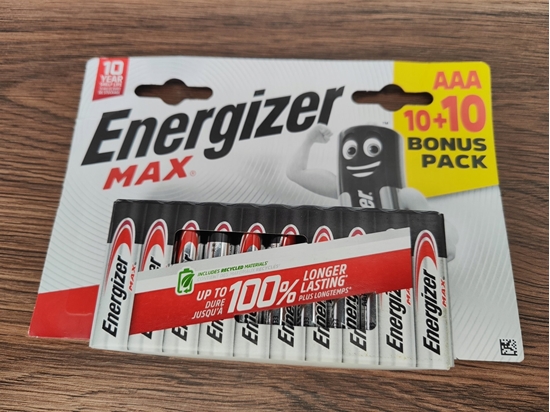 10
YEAR
Energizer
MAX
AAA
10+10
BONUS
PACK
INCLUDES RECYCLED MATERIALS
UP TO
DURE
JUSQU'A
100%
LONGER
LASTING
PLUS LONGTEMPS
Energizer MAX
Energizer MAX